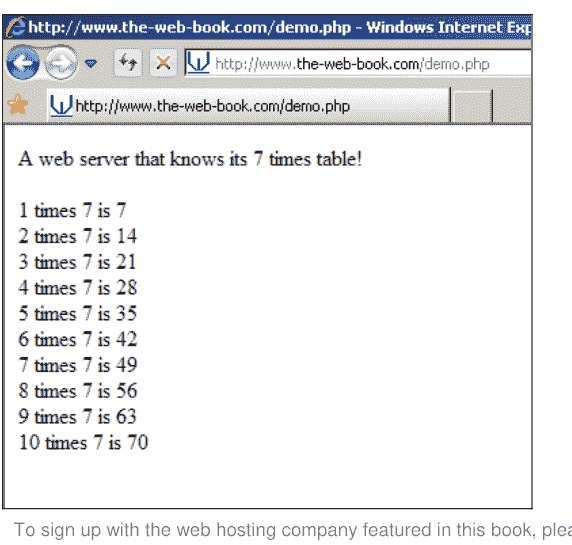 http://www.the-web-book.com/demo.php - Windows Internet Exp
http://www.the-web-book.com/demo.php
http://www.the-web-book.com/demo.php
A web server that knows its 7 times table!
1 times 7 is 7
2 times 7 is 14
3 times 7 is 21
4 times 7 is 28
5 times 7 is 35
6 times 7 is 42
7 times 7 is 49
8 times 7 is 56
9 times 7 is 63
10 times 7 is 70
To sign up with the web hosting company featured in this book, plea